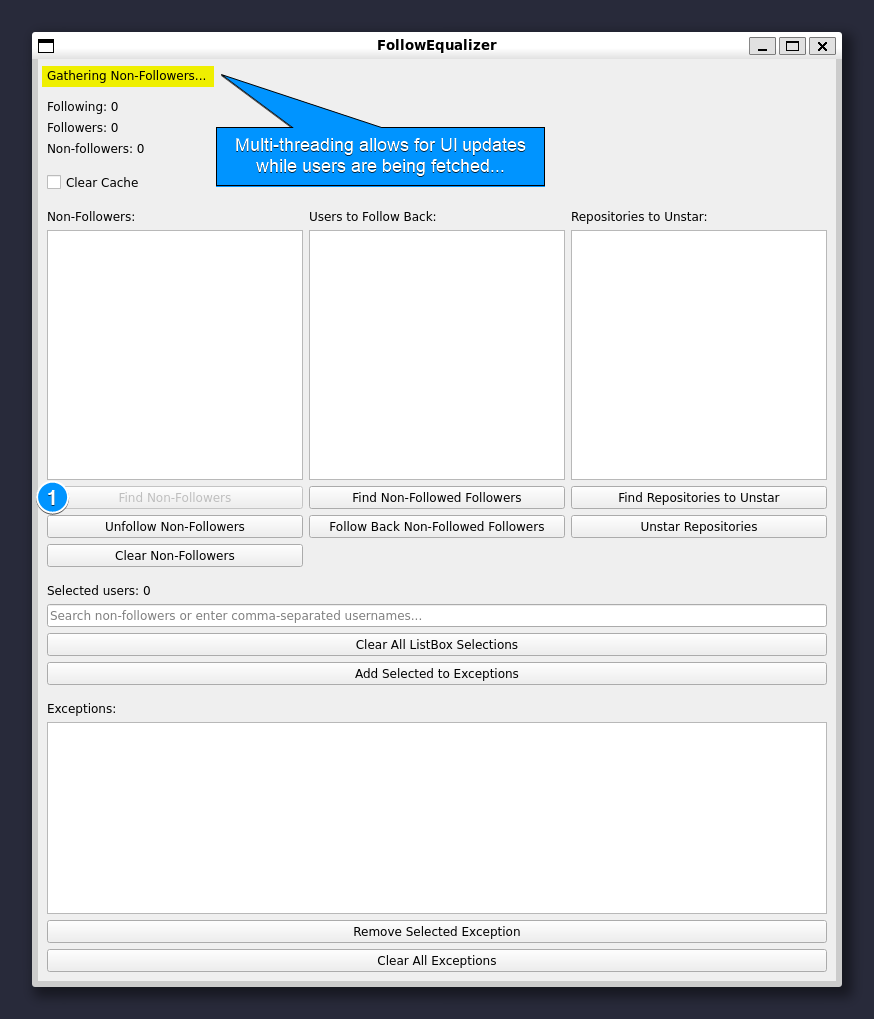 FollowEqualizer
Gathering Non-Followers...
Following: 0
Followers: 0
Non-followers: 0
Multi-threading allows for UI updates
while users are being fetched...
Clear Cache
Non-Followers:
Users to Follow Back:
Repositories to Unstar:
1
Find Non-Followers
Find Non-Followed Followers
Find Repositories to Unstar
Unfollow Non-Followers
Follow Back Non-Followed Followers
Unstar Repositories
Clear Non-Followers
Selected users: 0
Search non-followers or enter comma-separated usernames...
Clear All ListBox Selections
Add Selected to Exceptions
Exceptions:
Remove Selected Exception
Clear All Exceptions